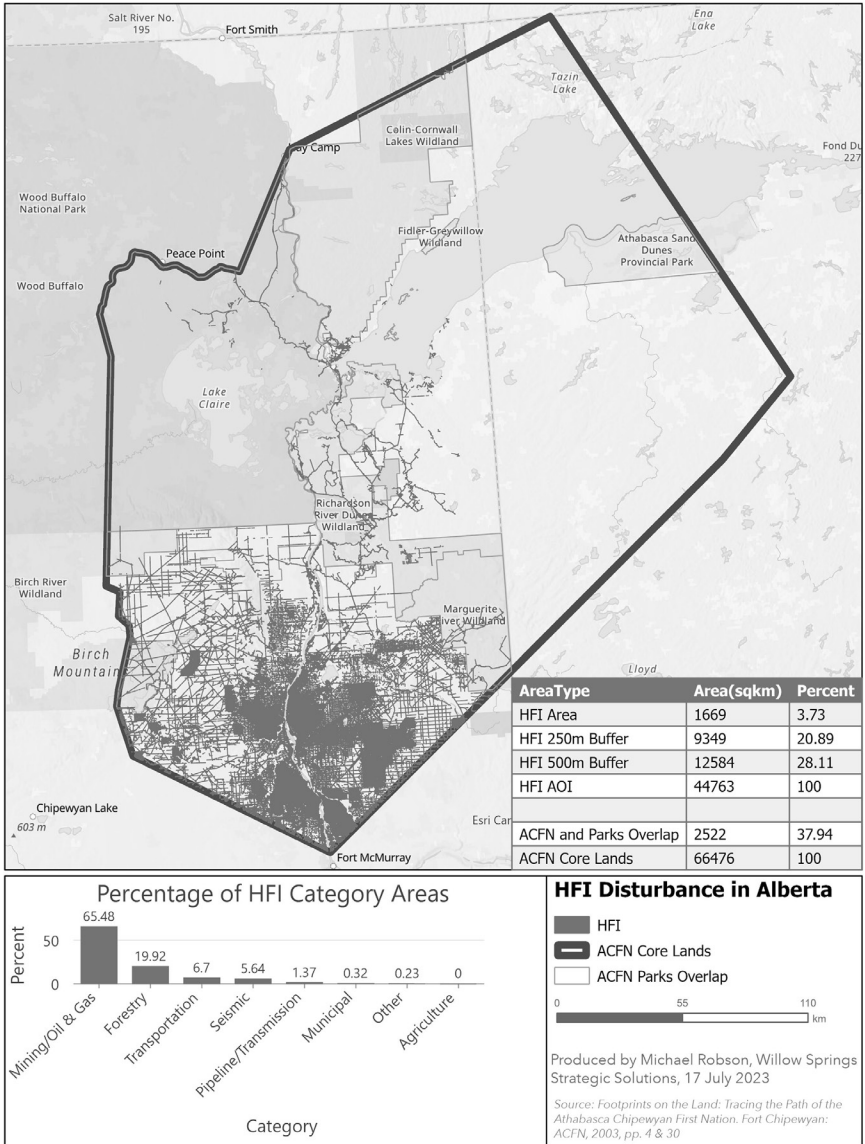 Salt River No.
195
Fort Smith
Ena
Lake
Tazin
Lake
Colin-Cornwall
Lakes Wildland
ay Camp
Fond Du
227
Wood Buffalo
National Park
Fidler-Greywillow
Wildland
Athabasca Sand
Dunes
Provincial Park
Peace Point
Wood Buffalo
Lake
Claire
Richardson
River Dunes
Wildland
Birch River
Wildland
Marguerite
River Wildland
Birch
Mountain
Lloyd
Chipewyan Lake
603 m
Esri Can
Fort McMurray
AreaType Area(sqkm) Percent
HFI Area 1669 3.73
HFI 250m Buffer 9349 20.89
HFI 500m Buffer 12584 28.11
HFI AOI 44763 100
ACFN and Parks Overlap 2522 37.94
ACFN Core Lands 66476 100
Percentage of HFI Category Areas
Percent
50
0
65.48
19.92
6.7
5.64
1.37
0.32
0.23
0
Mining/Oil & Gas
Forestry
Transportation
Seismic
Pipeline/Transmission
Municipal
Other
Agriculture
Category
HFI Disturbance in Alberta
HFI
ACFN Core Lands
ACFN Parks Overlap
0 55 110
km
Produced by Michael Robson, Willow Springs
Strategic Solutions, 17 July 2023
Source: Footprints on the Land: Tracing the Path of the
Athabasca Chipewyan First Nation. Fort Chipewyan:
ACFN, 2003, pp. 4 & 30